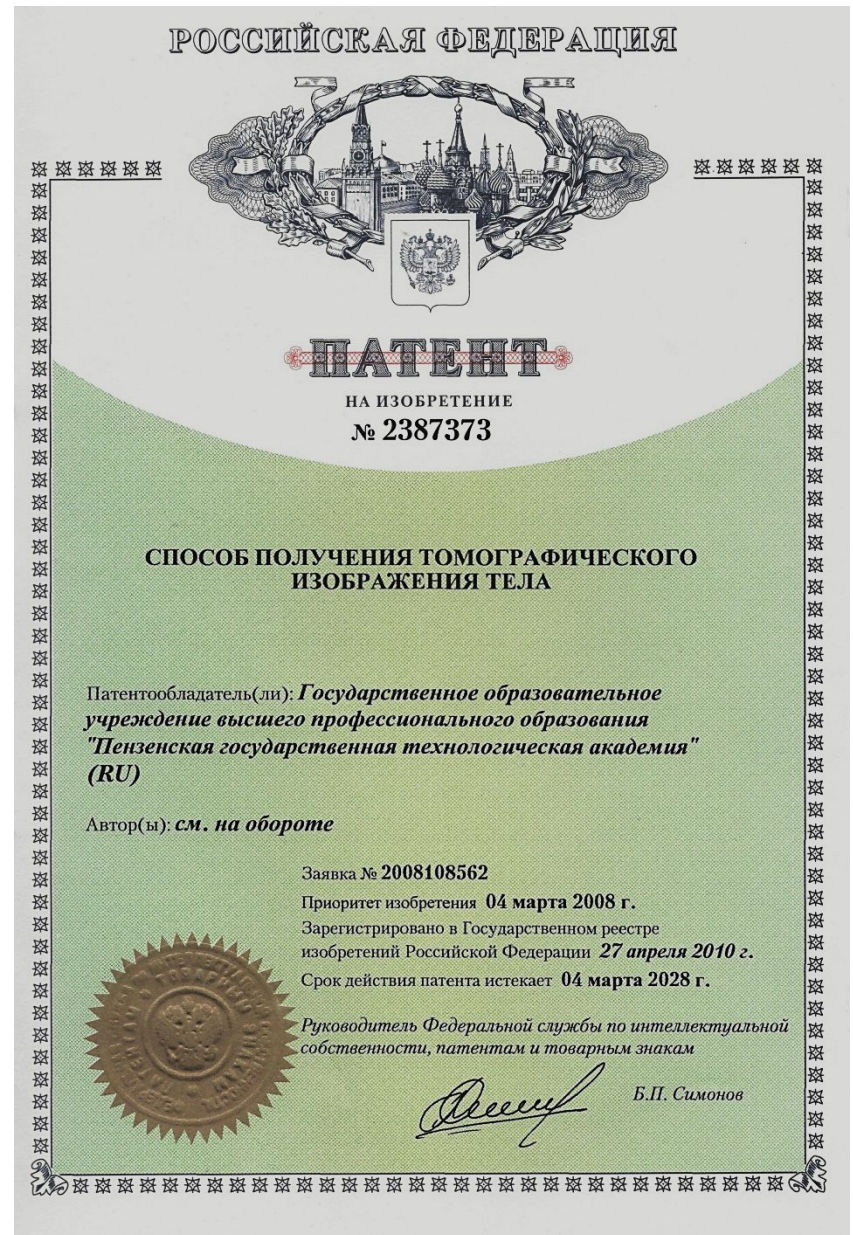 РОССИЙСКАЯ ФЕДЕРАЦИЯ
ПАТЕНТ
НА ИЗОБРЕТЕНИЕ
№ 2387373
СПОСОБ ПОЛУЧЕНИЯ ТОМОГРАФИЧЕСКОГО
ИЗОБРАЖЕНИЯ ТЕЛА
Патентообладатель(ли): Государственное образовательное
учреждение высшего профессионального образования
"Пензенская государственная технологическая академия"
(RU)
Автор(ы): см. на обороте
Заявка № 2008108562
Приоритет изобретения 04 марта 2008 г.
Зарегистрировано в Государственном реестре
изобретений Российской Федерации 27 апреля 2010 г.
Срок действия патента истекает 04 марта 2028 г.
Руководитель Федеральной службы по интеллектуальной
собственности, патентам и товарным знакам
Б.П. Симонов